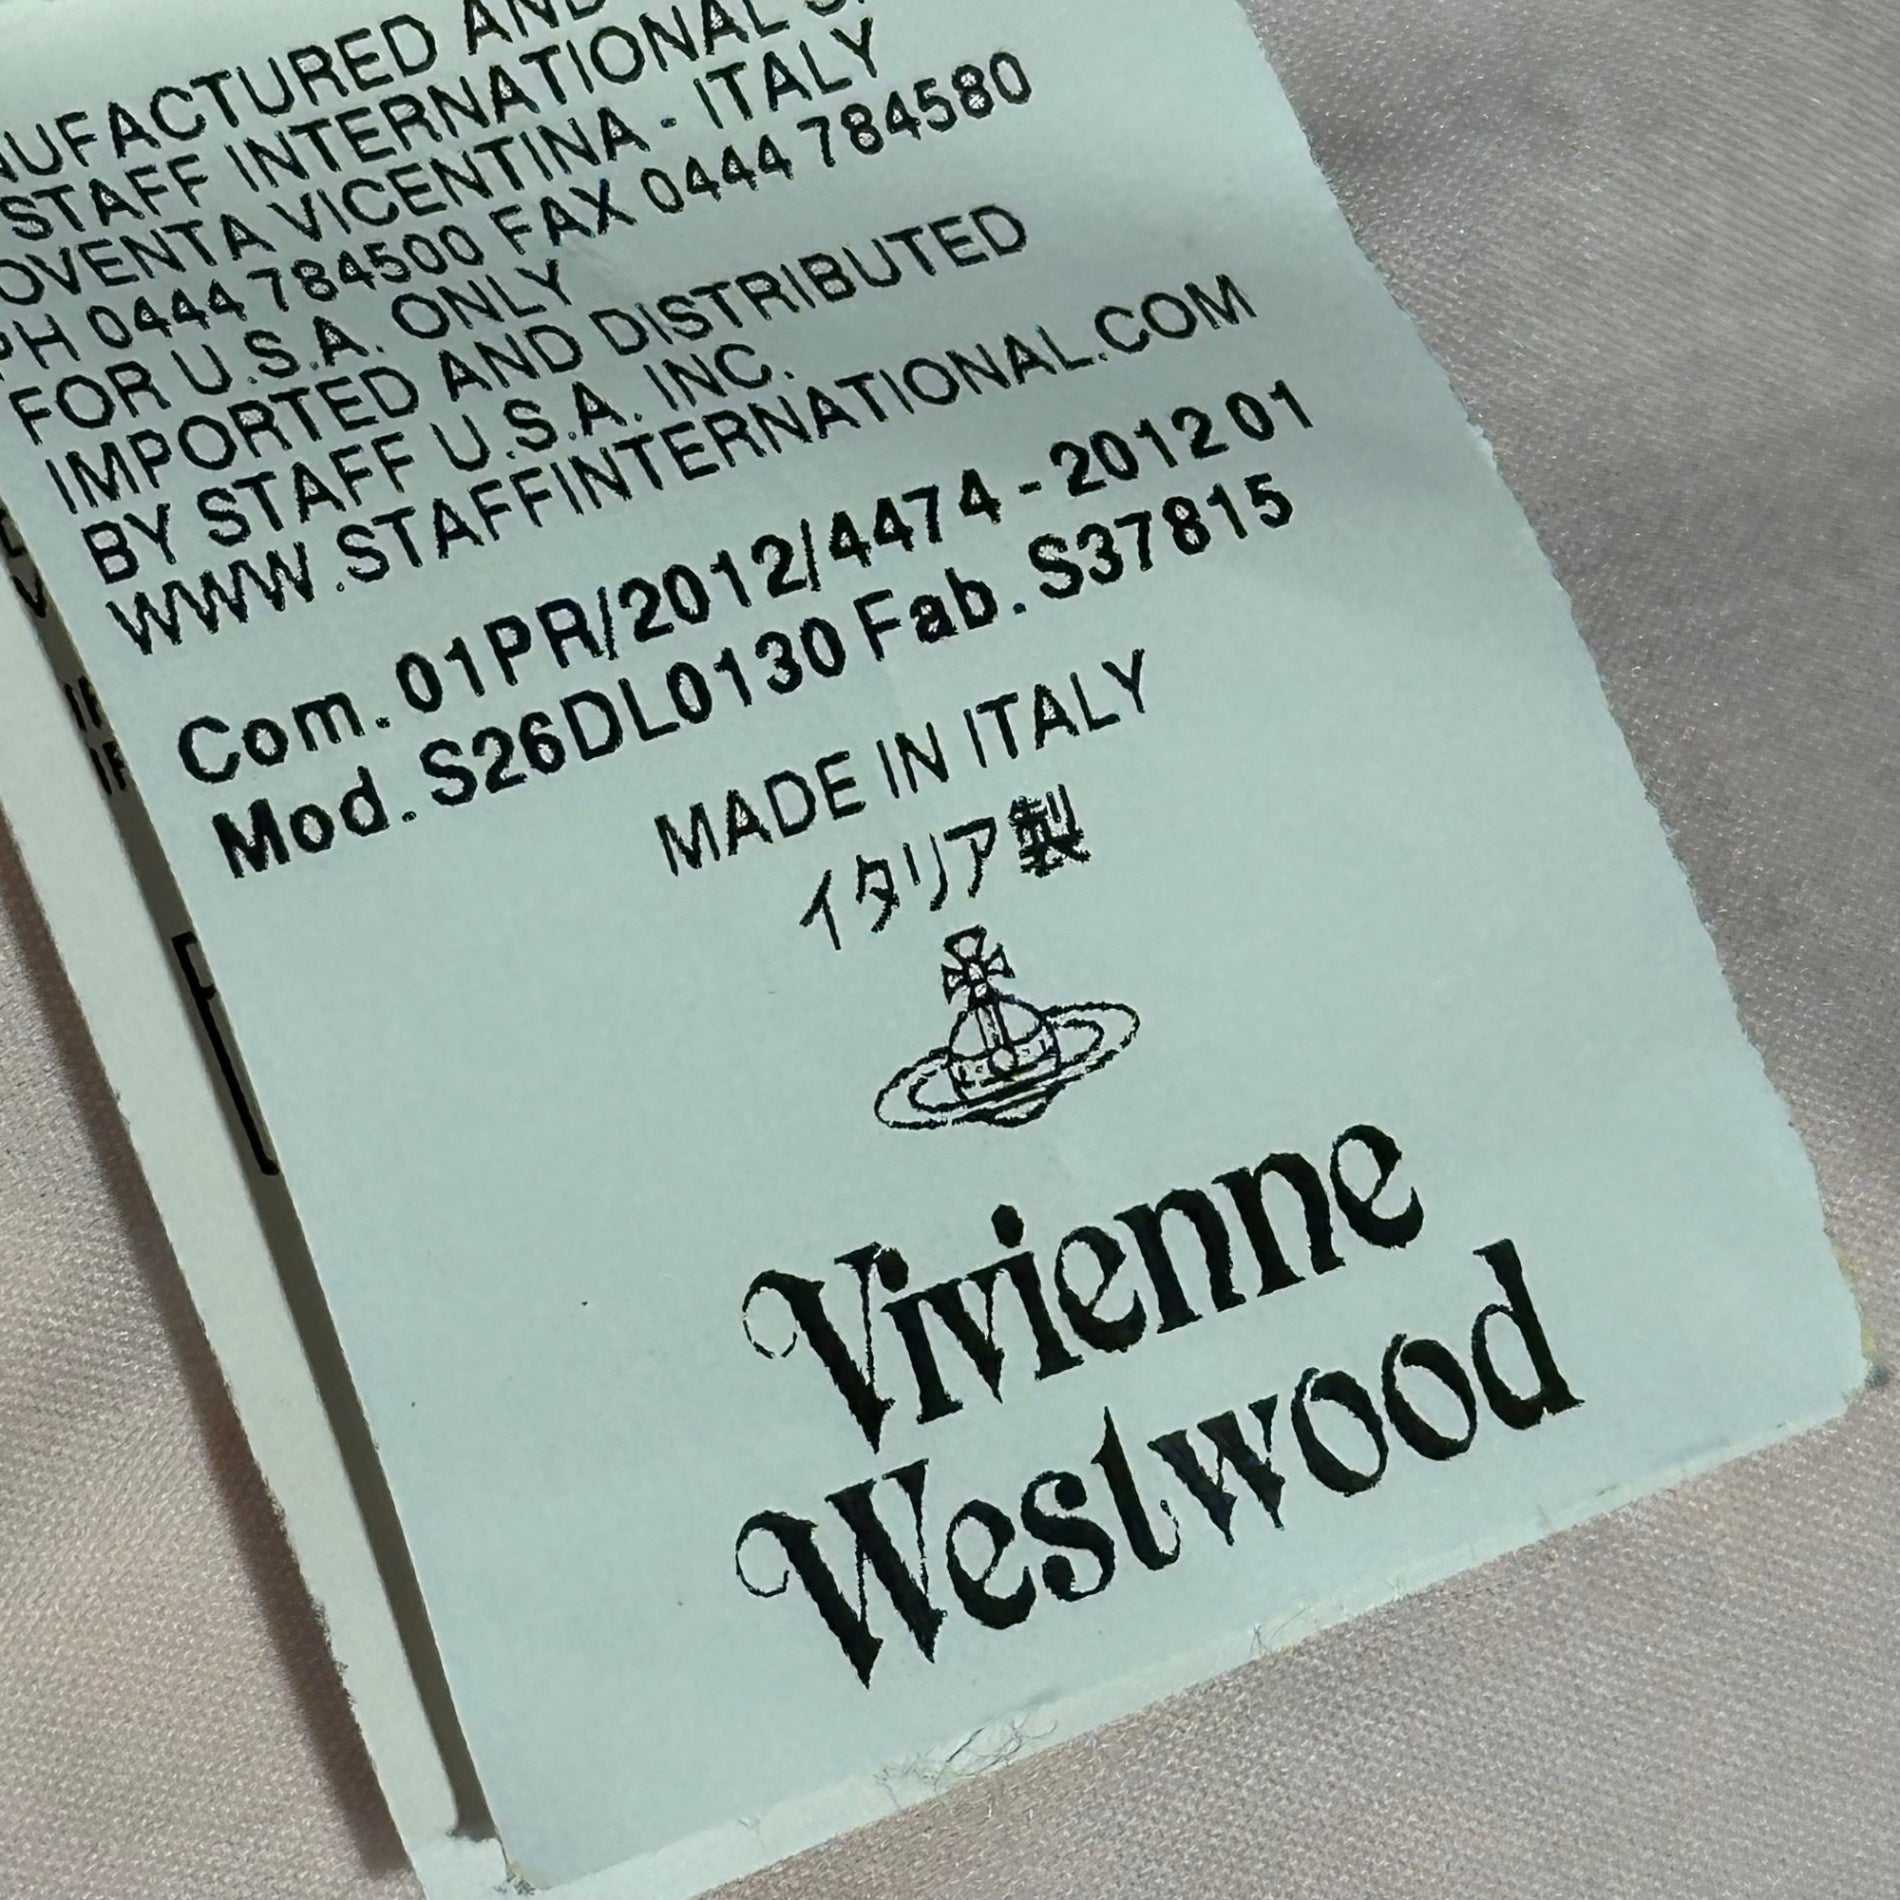 NUFACTURED AND
STAFF INTERNATIONAL S.
OVENTA VICENTINA - ITALY
PH 0444 784500 FAX 0444 784580
FOR U.S.A. ONLY
IMPORTED AND DISTRIBUTED
BY STAFF U.S.A. INC.
WWW.STAFFINTERNATIONAL.COM
Com. 01PR/2012/4474 - 2012 01
Mod. S26DL0130 Fab. S37815
MADE IN ITALY
イタリア製
Vivienne
Westwood